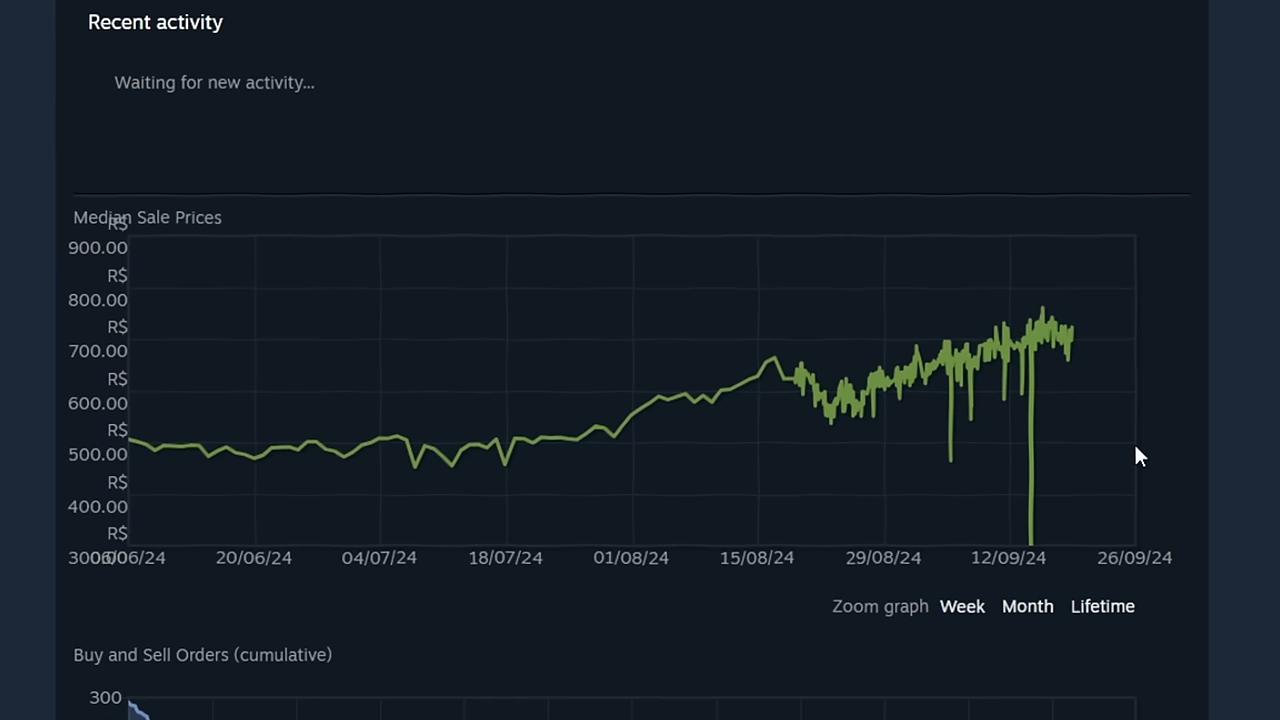 Recent activity
Waiting for new activity...
Median Sale Prices
R$
900.00
R$
800.00
R$
700.00
R$
600.00
R$
500.00
R$
400.00
R$
300.00
06/06/24 20/06/24 04/07/24 18/07/24 01/08/24 15/08/24 29/08/24 12/09/24 26/09/24
Zoom graph Week Month Lifetime
Buy and Sell Orders (cumulative)
300